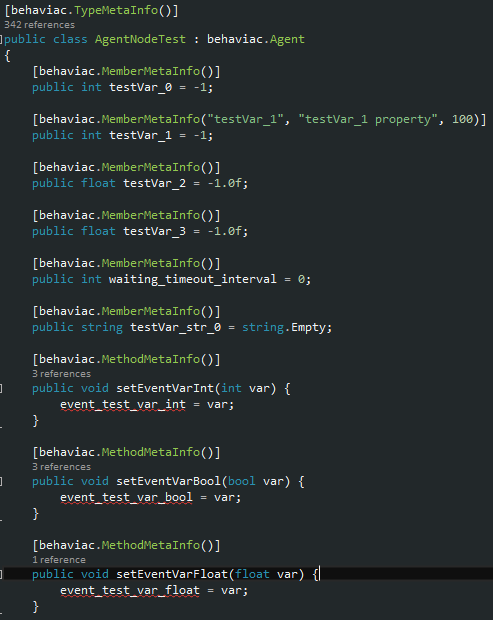 [behaviac.TypeMetaInfo()]
342 references
public class AgentNodeTest : behaviac.Agent
{
[behaviac.MemberMetaInfo()]
public int testVar_0 = -1;
[behaviac.MemberMetaInfo("testVar_1", "testVar_1 property", 100)]
public int testVar_1 = -1;
[behaviac.MemberMetaInfo()]
public float testVar_2 = -1.0f;
[behaviac.MemberMetaInfo()]
public float testVar_3 = -1.0f;
[behaviac.MemberMetaInfo()]
public int waiting_timeout_interval = 0;
[behaviac.MemberMetaInfo()]
public string testVar_str_0 = string.Empty;
[behaviac.MethodMetaInfo()]
3 references
public void setEventVarInt(int var) {
event_test_var_int = var;
}
[behaviac.MethodMetaInfo()]
3 references
public void setEventVarBool(bool var) {
event_test_var_bool = var;
}
[behaviac.MethodMetaInfo()]
1 reference
public void setEventVarFloat(float var) {
event_test_var_float = var;
}